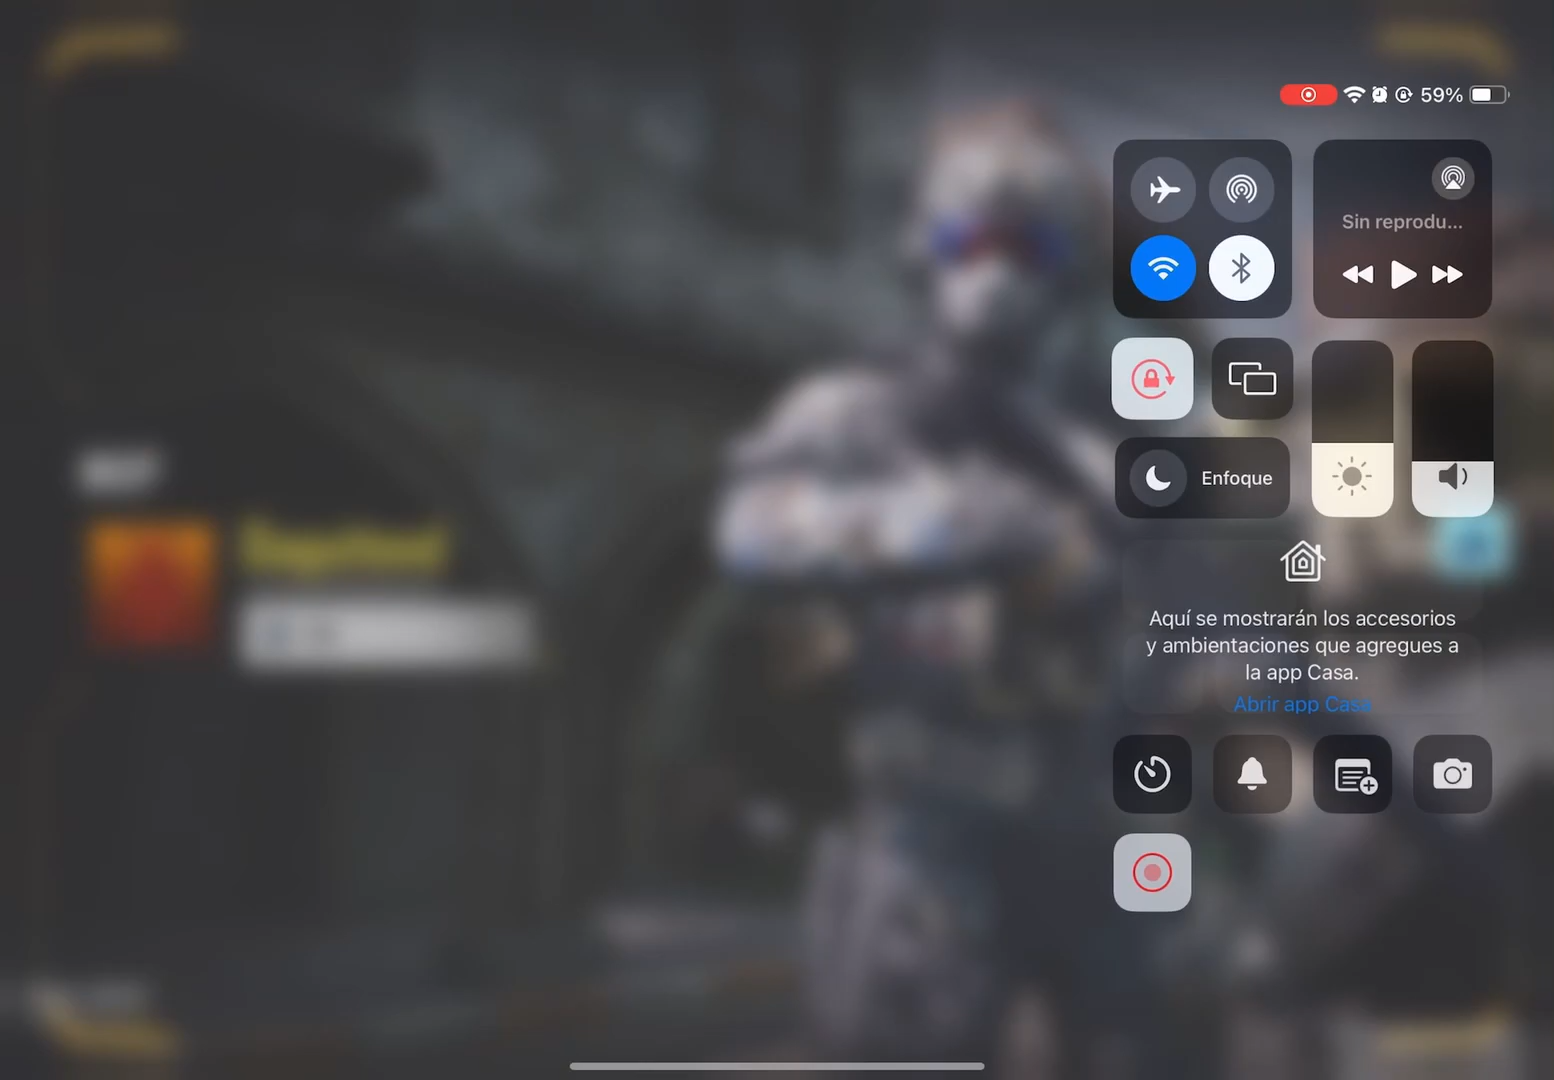 59%
Sin reprodu...
Enfoque
Aquí se mostrarán los accesorios
y ambientaciones que agregues a
la app Casa.
Abrir app Casa